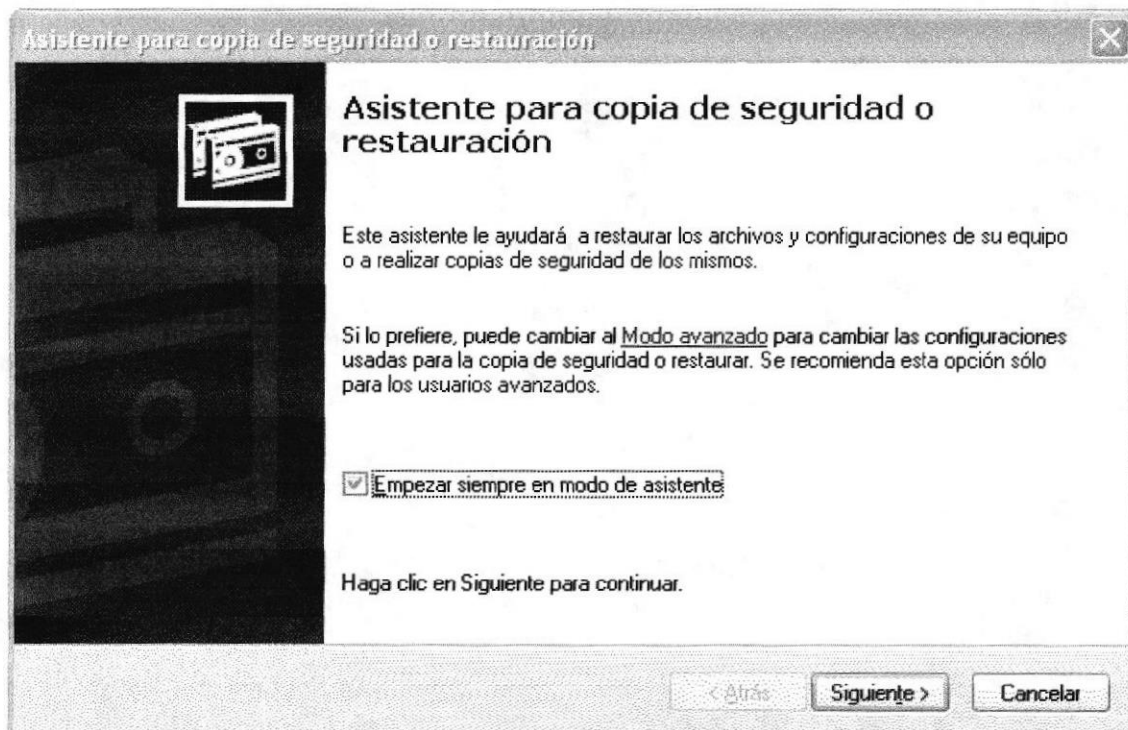 Asistente para copia de seguridad o restauración
Asistente para copia de seguridad o
restauración
Este asistente le ayudará a restaurar los archivos y configuraciones de su equipo
o a realizar copias de seguridad de los mismos.
Si lo prefiere, puede cambiar al Modo avanzado para cambiar las configuraciones
usadas para la copia de seguridad o restaurar. Se recomienda esta opción sólo
para los usuarios avanzados.
Empezar siempre en modo de asistente
Haga clic en Siguiente para continuar.
< Atrás
Siguiente >
Cancelar